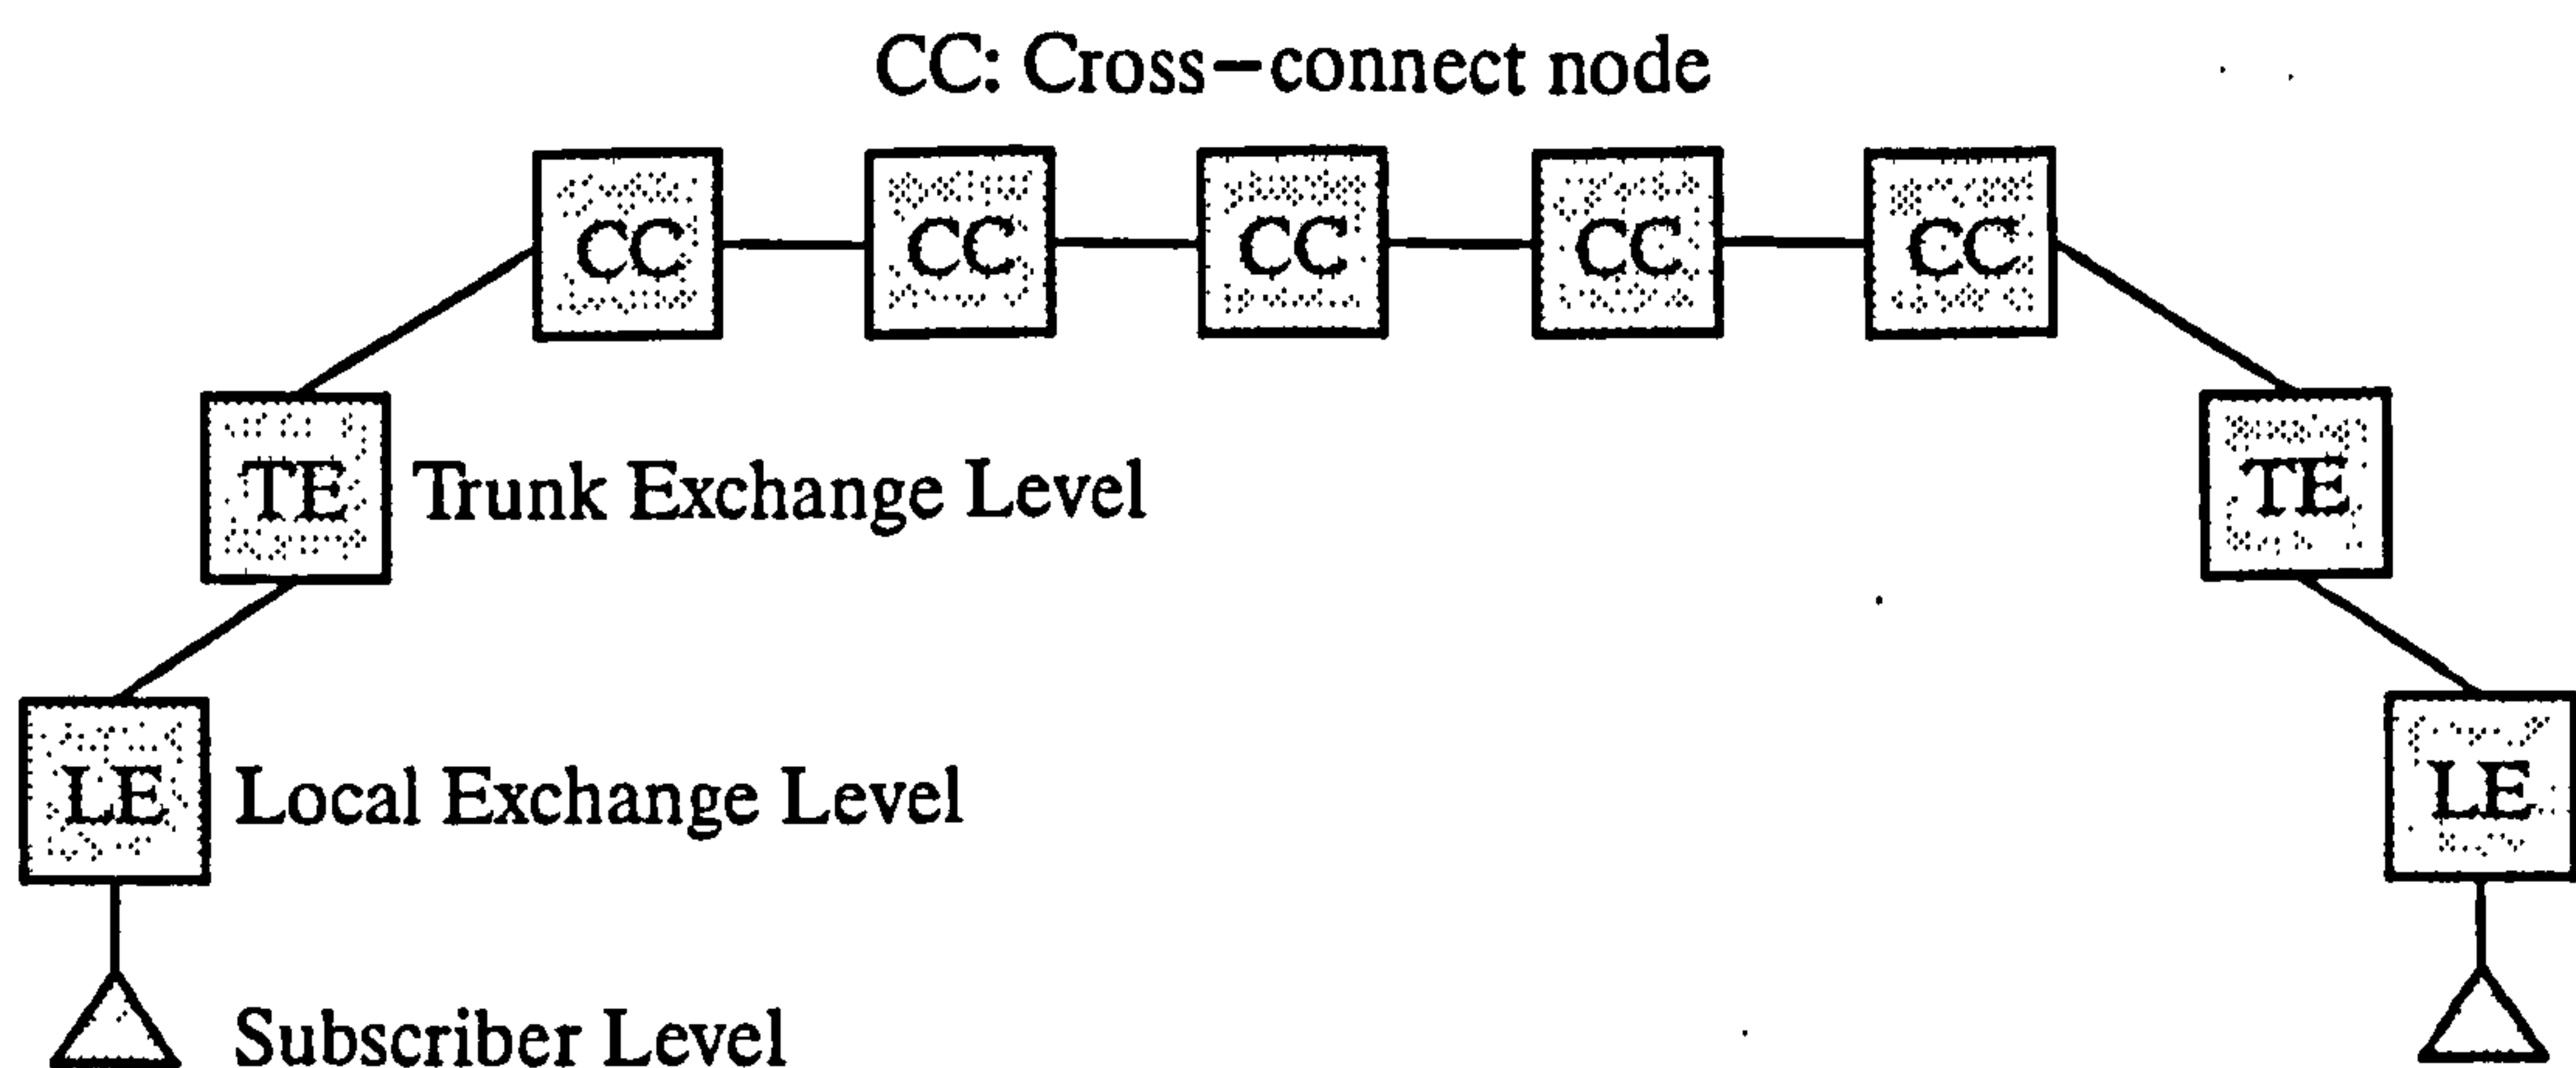 CC: Cross-connect node
CC CC CC CC CC
TE Trunk Exchange Level TE
LE Local Exchange Level LE
Subscriber Level